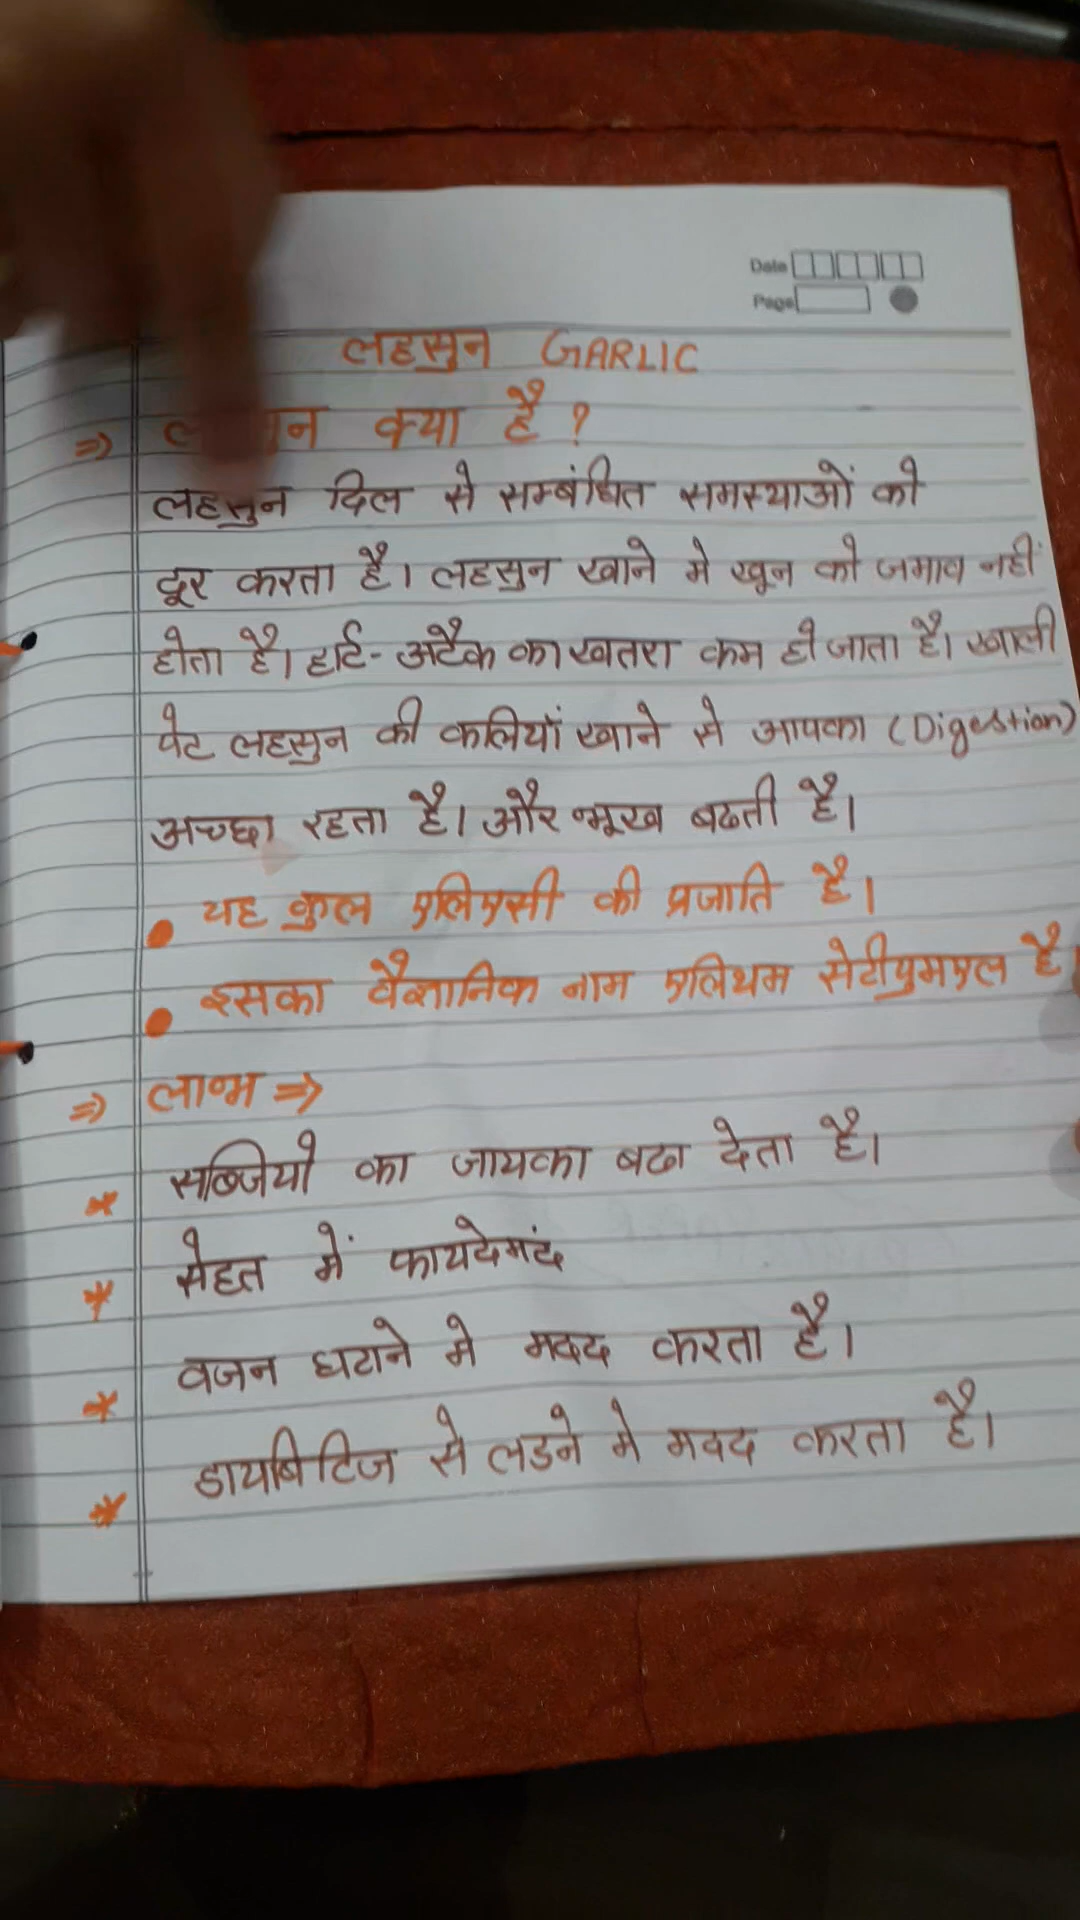 Date
Page
लहसुन GARLIC
⇒ क्या है ?
लहसुन दिल से सम्बंधित समस्याओं को
दूर करता है। लहसुन खाने मे खून को जमाव नहीं
होता है। हार्ट-अटैक का खतरा कम हो जाता है। खाली
पेट लहसुन की कलियां खाने से आपका (Digestion)
अच्छा रहता है। और भूख बढती है।
• यह कुल एलिएसी की प्रजाति है।
• इसका वैज्ञानिक नाम एलियम सेटीयुमएल है
⇒ लाभ ⇒
* सब्जियो का जायका बढा देता है।
* सेहत में फायदेमंद
* वजन घटाने मे मदद करता है।
* डायबिटिज से लडने मे मदद करता है।